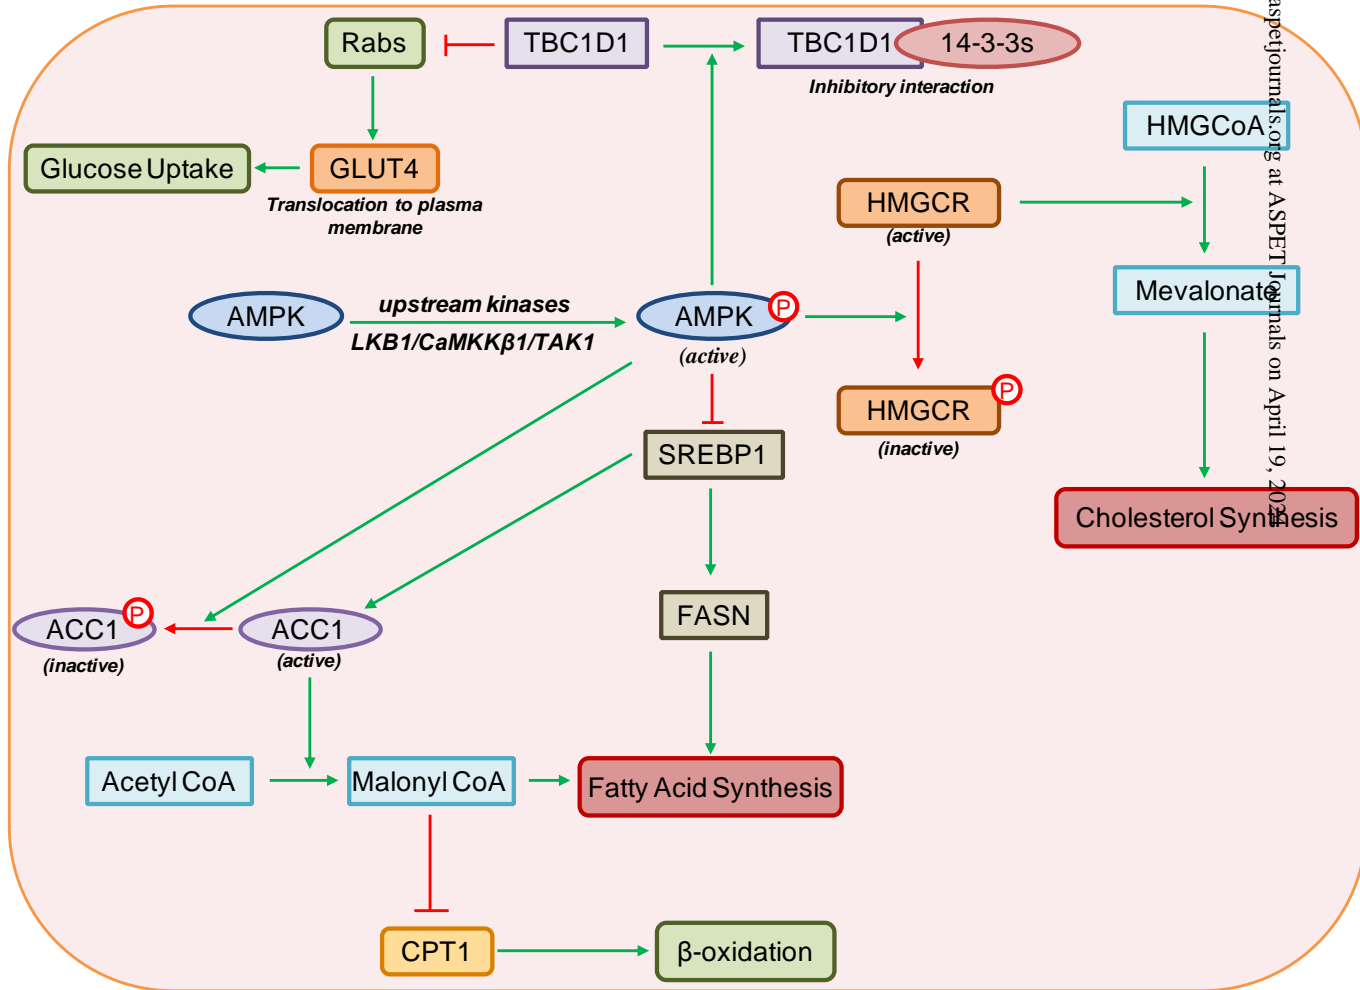 Rabs
TBC1D1
TBC1D1
14-3-3s
Inhibitory interaction
HMGCoA
Glucose Uptake
GLUT4
Translocation to plasma
membrane
HMGCR
(active)
AMPK
upstream kinases
LKB1/CaMKKβ1/TAK1
AMPK
P
(active)
Mevalonate
HMGCR
P
(inactive)
SREBP1
Cholesterol Synthesis
ACC1
P
(inactive)
ACC1
(active)
FASN
Acetyl CoA
Malonyl CoA
Fatty Acid Synthesis
CPT1
β-oxidation
aspetjournals.org at ASPET Journals on April 19, 2024